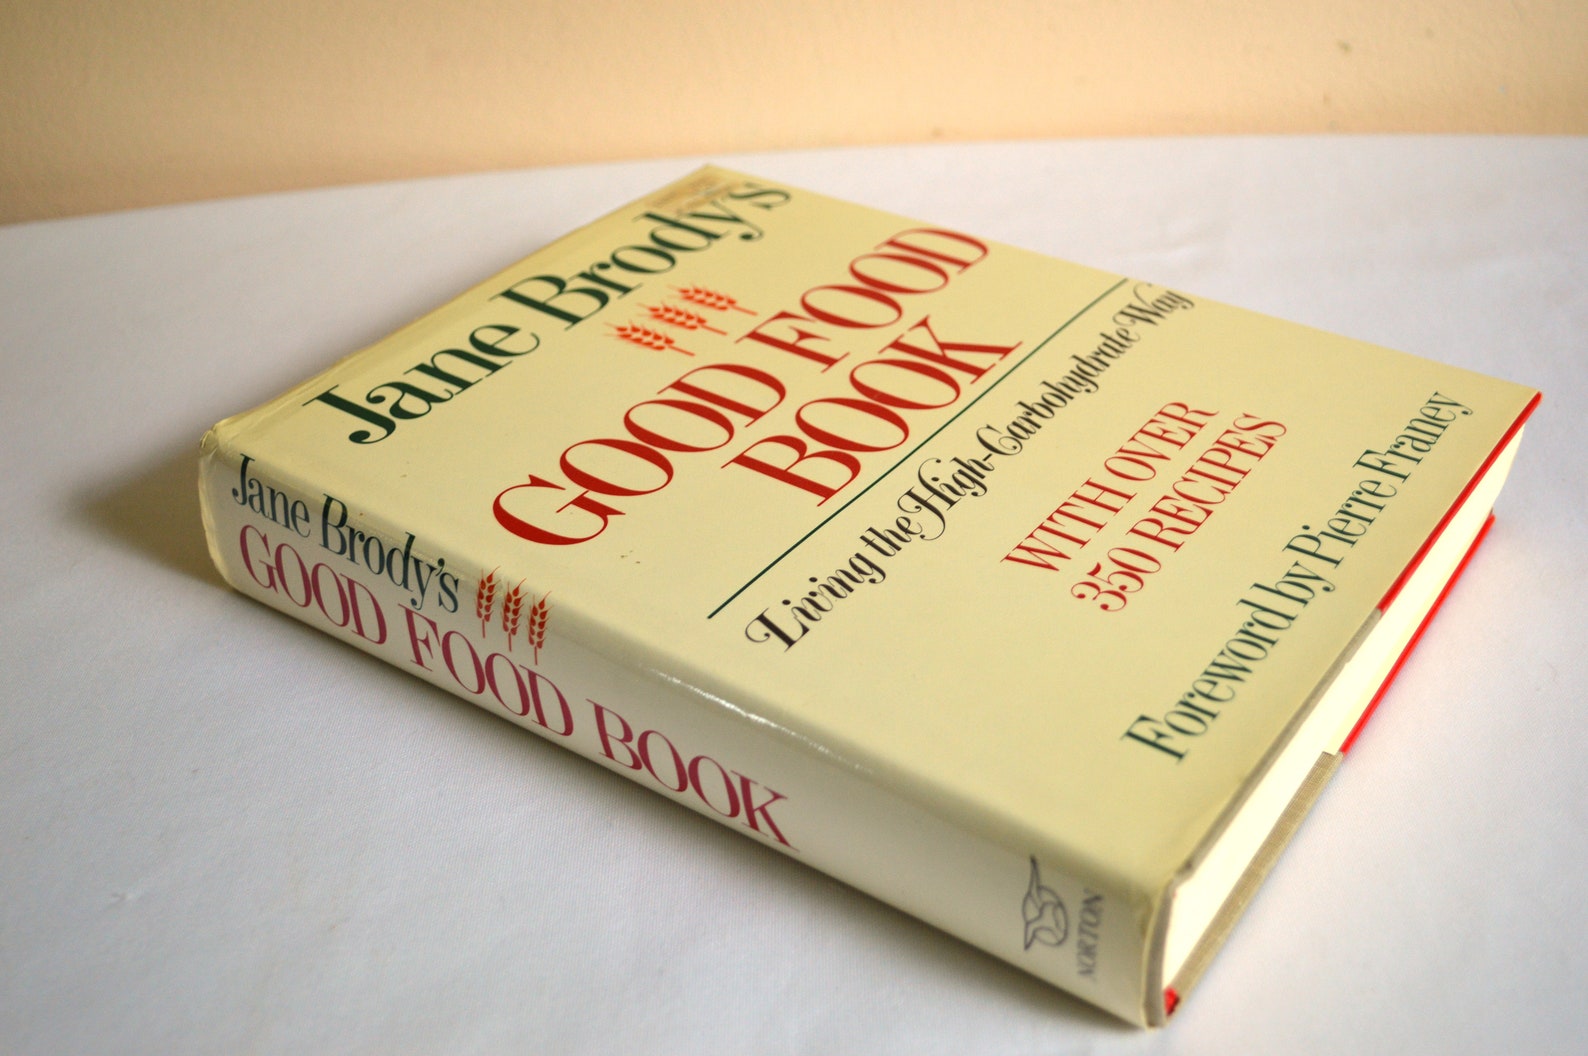 Jane Brody's
GOOD FOOD
BOOK
Living the High-Carbohydrate Way
WITH OVER
350 RECIPES
Foreword by Pierre Franey
Jane Brody's
GOOD FOOD BOOK
NORTON